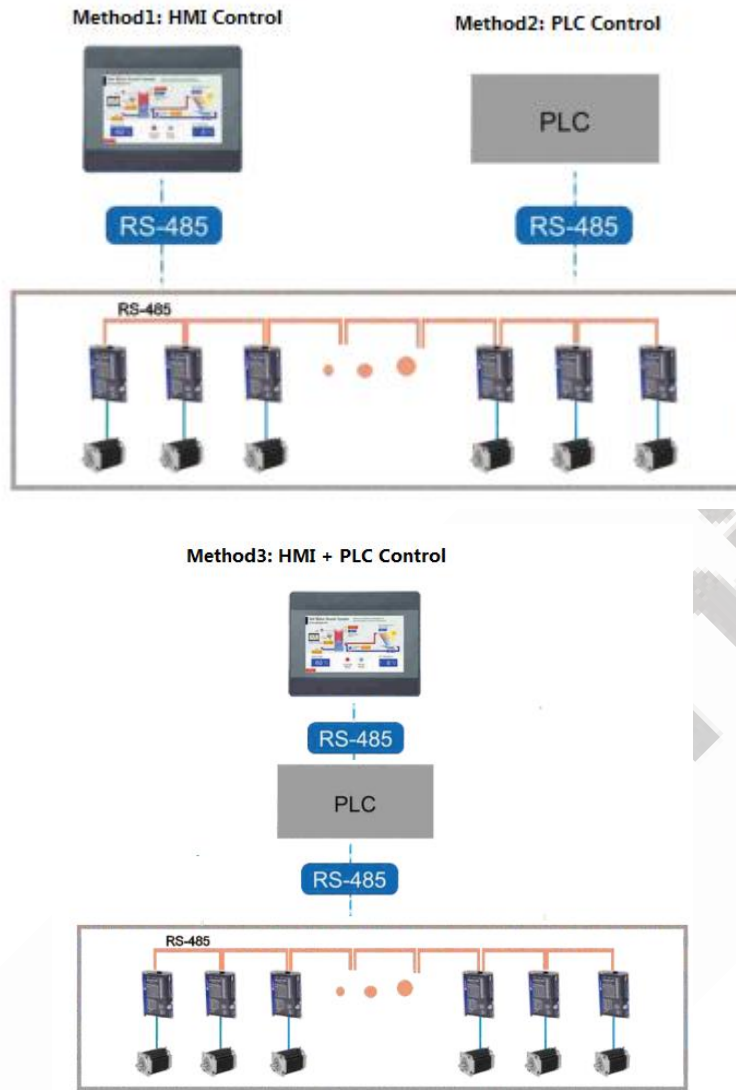 Method1: HMI Control
Method2: PLC Control
PLC
RS-485
RS-485
RS-485
Method3: HMI + PLC Control
RS-485
PLC
RS-485
RS-485